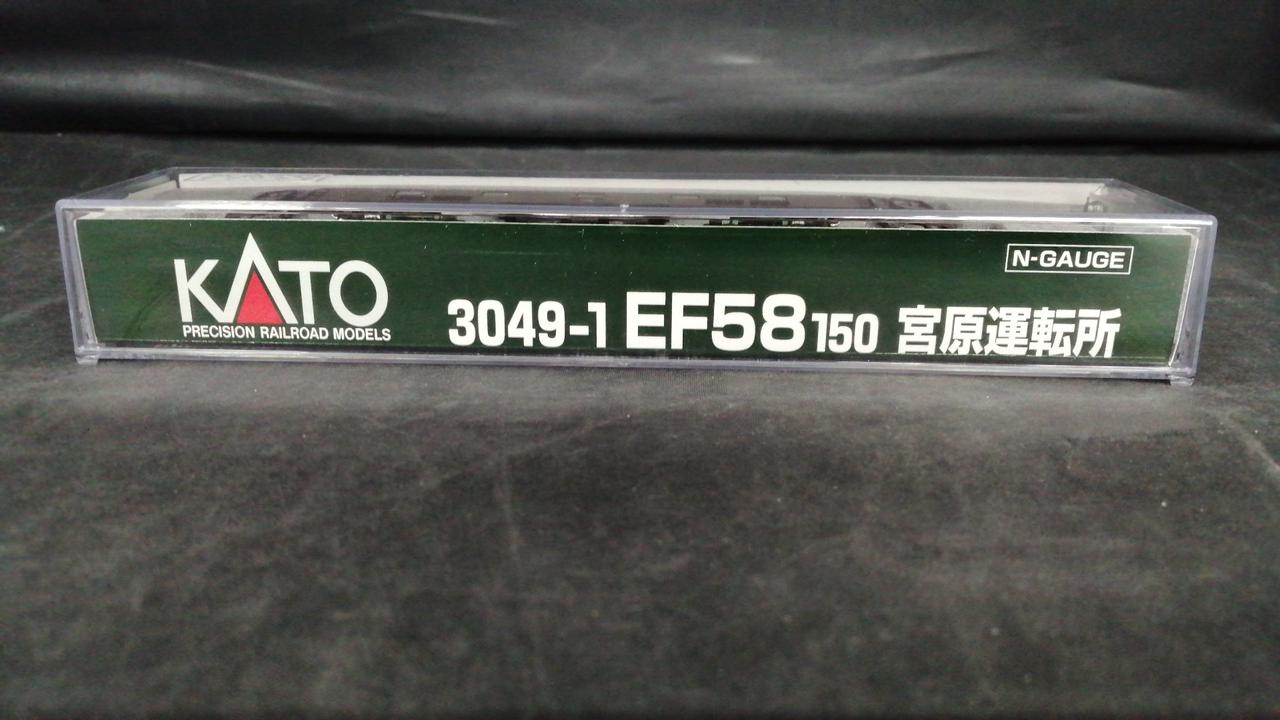 KATO
PRECISION RAILROAD MODELS
3049-1 EF58 150 宮原運転所
N-GAUGE